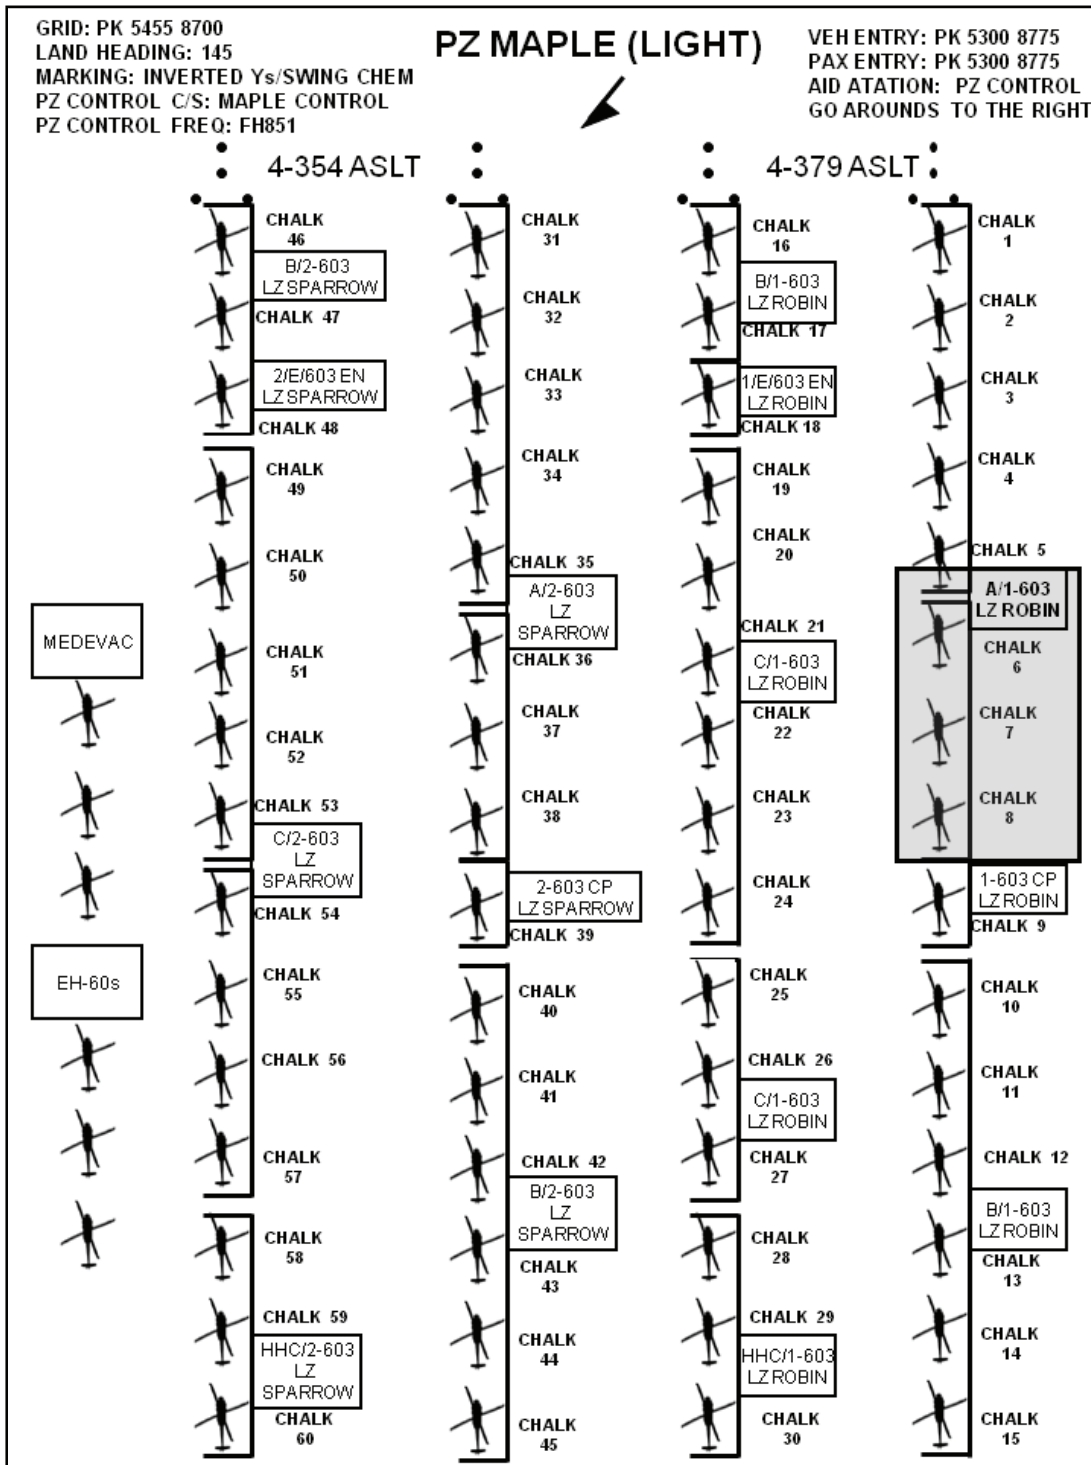 GRID: PK 5455 8700
LAND HEADING: 145
MARKING: INVERTED Ys/SWING CHEM
PZ CONTROL C/S: MAPLE CONTROL
PZ CONTROL FREQ: FH851
PZ MAPLE (LIGHT)
VEH ENTRY: PK 5300 8775
PAX ENTRY: PK 5300 8775
AID ATATION: PZ CONTROL
GO AROUNDS TO THE RIGHT
4-354 ASLT
4-379 ASLT
CHALK
46
B/2-603
LZ SPARROW
CHALK 47
2/E/603 EN
LZ SPARROW
CHALK 48
CHALK
49
CHALK
50
CHALK
51
CHALK
52
CHALK 53
C/2-603
LZ
SPARROW
CHALK 54
CHALK
55
CHALK 56
CHALK
57
CHALK
58
CHALK 59
HHC/2-603
LZ
SPARROW
CHALK
60
MEDEVAC
EH-60s
CHALK
31
CHALK
32
CHALK
33
CHALK
34
CHALK 35
A/2-603
LZ
SPARROW
CHALK 36
CHALK
37
CHALK
38
2-603 CP
LZ SPARROW
CHALK 39
CHALK
40
CHALK
41
CHALK 42
B/2-603
LZ
SPARROW
CHALK
43
CHALK
44
CHALK
45
CHALK
16
B/1-603
LZ ROBIN
CHALK 17
1/E/603 EN
LZ ROBIN
CHALK 18
CHALK
19
CHALK
20
CHALK 21
C/1-603
LZ ROBIN
CHALK
22
CHALK
23
CHALK
24
CHALK
25
CHALK 26
C/1-603
LZ ROBIN
CHALK
27
CHALK
28
CHALK 29
HHC/1-603
LZ ROBIN
CHALK
30
CHALK
1
CHALK
2
CHALK
3
CHALK
4
CHALK 5
A/1-603
LZ ROBIN
CHALK
6
CHALK
7
CHALK
8
1-603 CP
LZ ROBIN
CHALK 9
CHALK
10
CHALK
11
CHALK 12
B/1-603
LZ ROBIN
CHALK
13
CHALK
14
CHALK
15